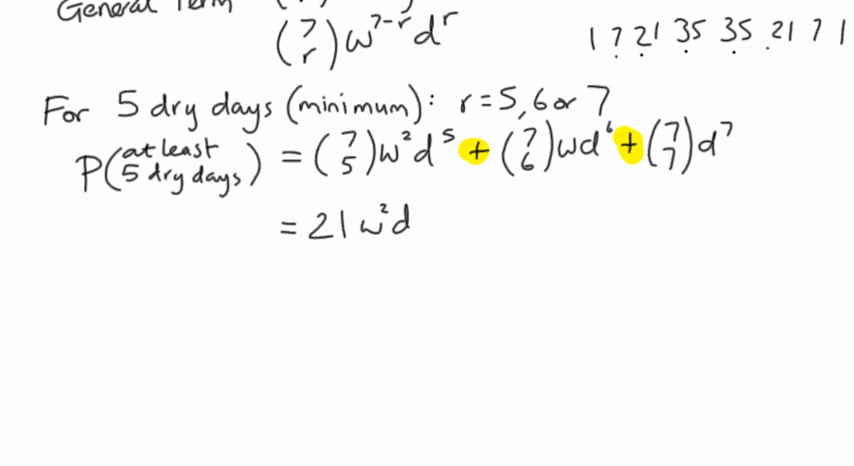 General Term
(7 r) w^{7-r} d^r
1 7 21 35 35 21 7 1
For 5 dry days (minimum): r = 5, 6 or 7
P(at least 5 dry days) = (7 5) w² d⁵ + (7 6) w d⁶ + (7 7) d⁷
= 21 w² d